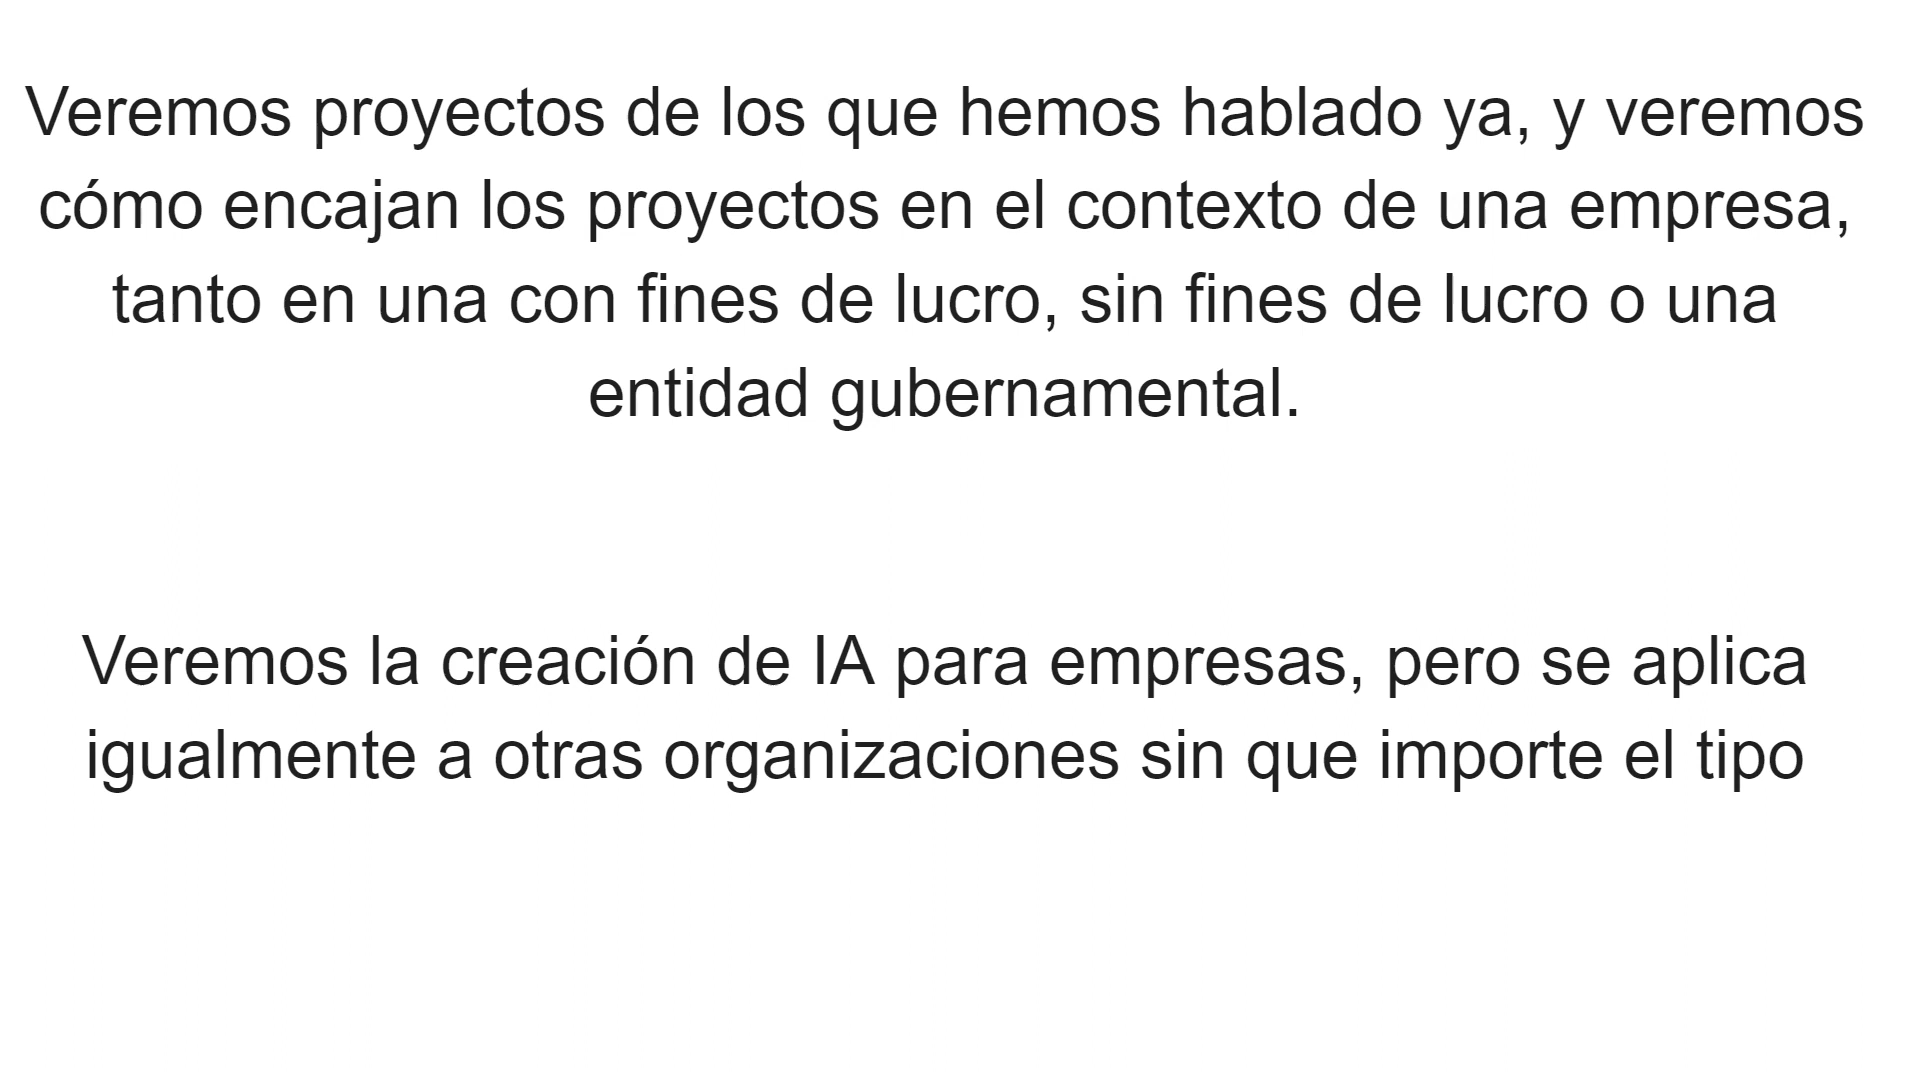 Veremos proyectos de los que hemos hablado ya, y veremos
cómo encajan los proyectos en el contexto de una empresa,
tanto en una con fines de lucro, sin fines de lucro o una
entidad gubernamental.
Veremos la creación de IA para empresas, pero se aplica
igualmente a otras organizaciones sin que importe el tipo